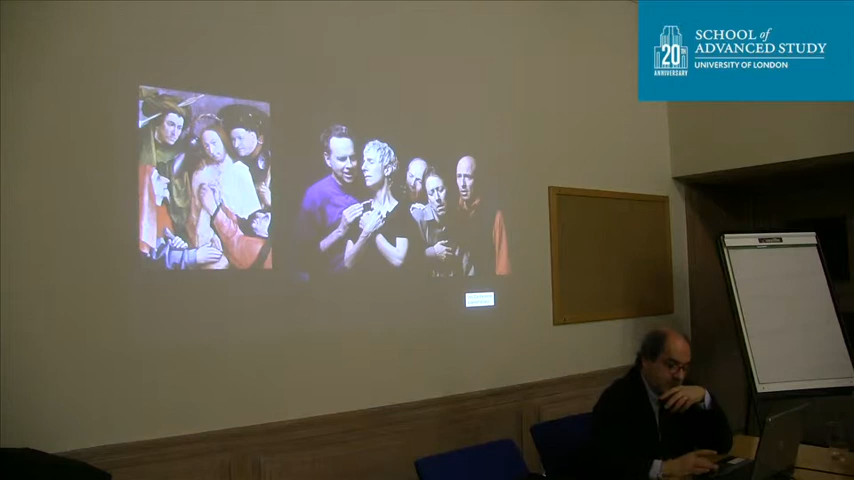 SCHOOL of
ADVANCED STUDY
UNIVERSITY OF LONDON
20th
ANNIVERSARY